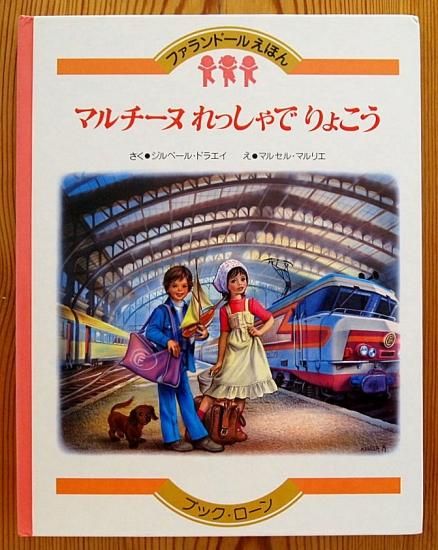 ファランドールえほん
マルチーヌ れっしゃで りょこう
さく●ジルベール・ドラエイ え●マルセル・マルリエ
ブック・ローン